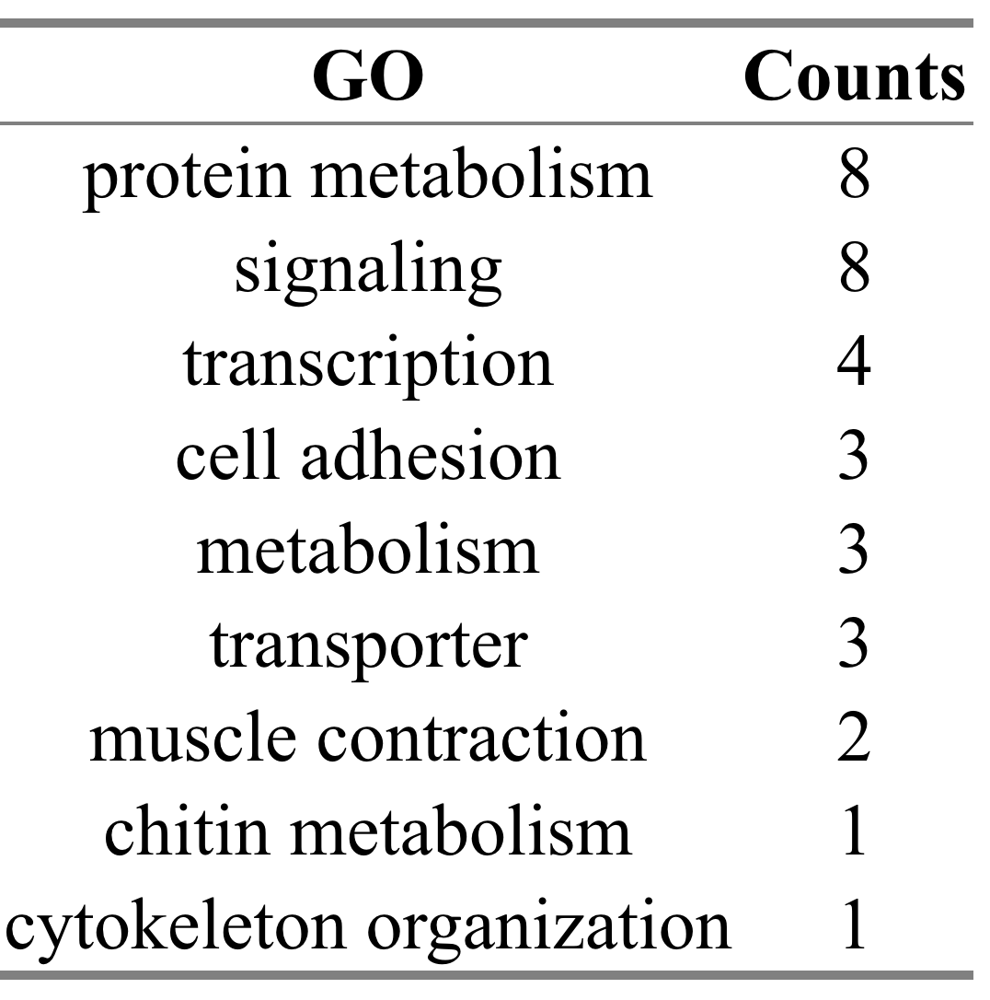 GO Counts
protein metabolism 8
signaling 8
transcription 4
cell adhesion 3
metabolism 3
transporter 3
muscle contraction 2
chitin metabolism 1
cytokeleton organization 1